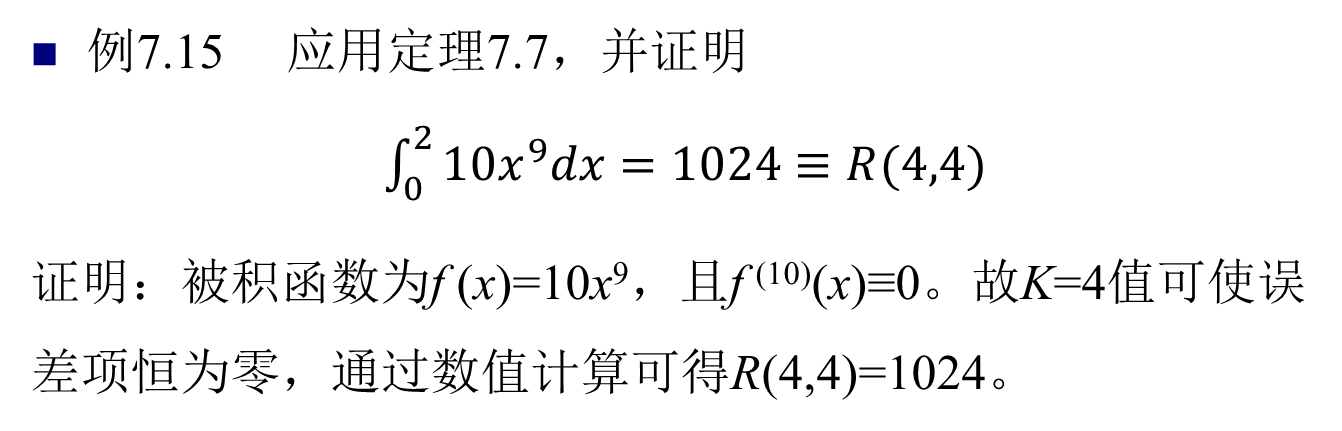 ■ 例7.15 应用定理7.7，并证明
∫₀² 10x⁹dx = 1024 ≡ R(4,4)
证明：被积函数为f (x)=10x⁹，且f ⁽¹⁰⁾(x)≡0。故K=4值可使误
差项恒为零，通过数值计算可得R(4,4)=1024。